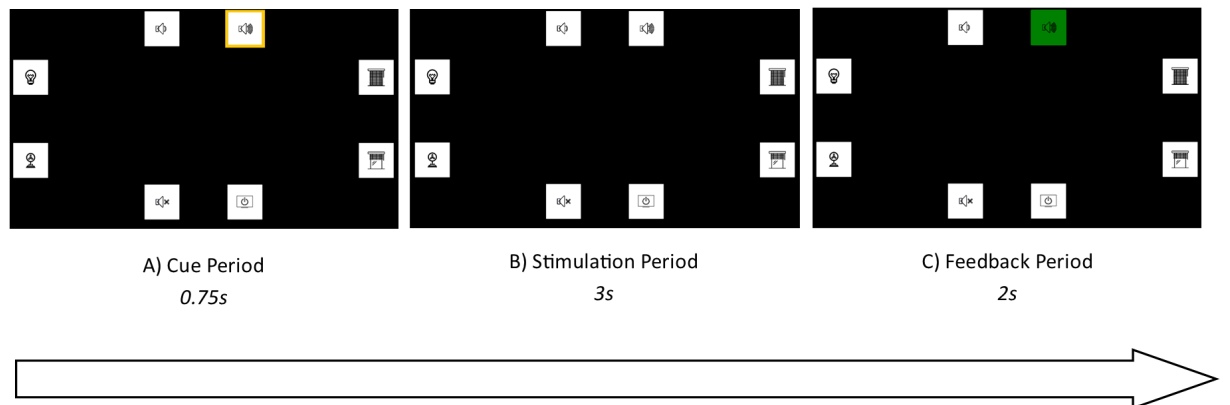 A) Cue Period
0.75s
B) Stimulation Period
3s
C) Feedback Period
2s